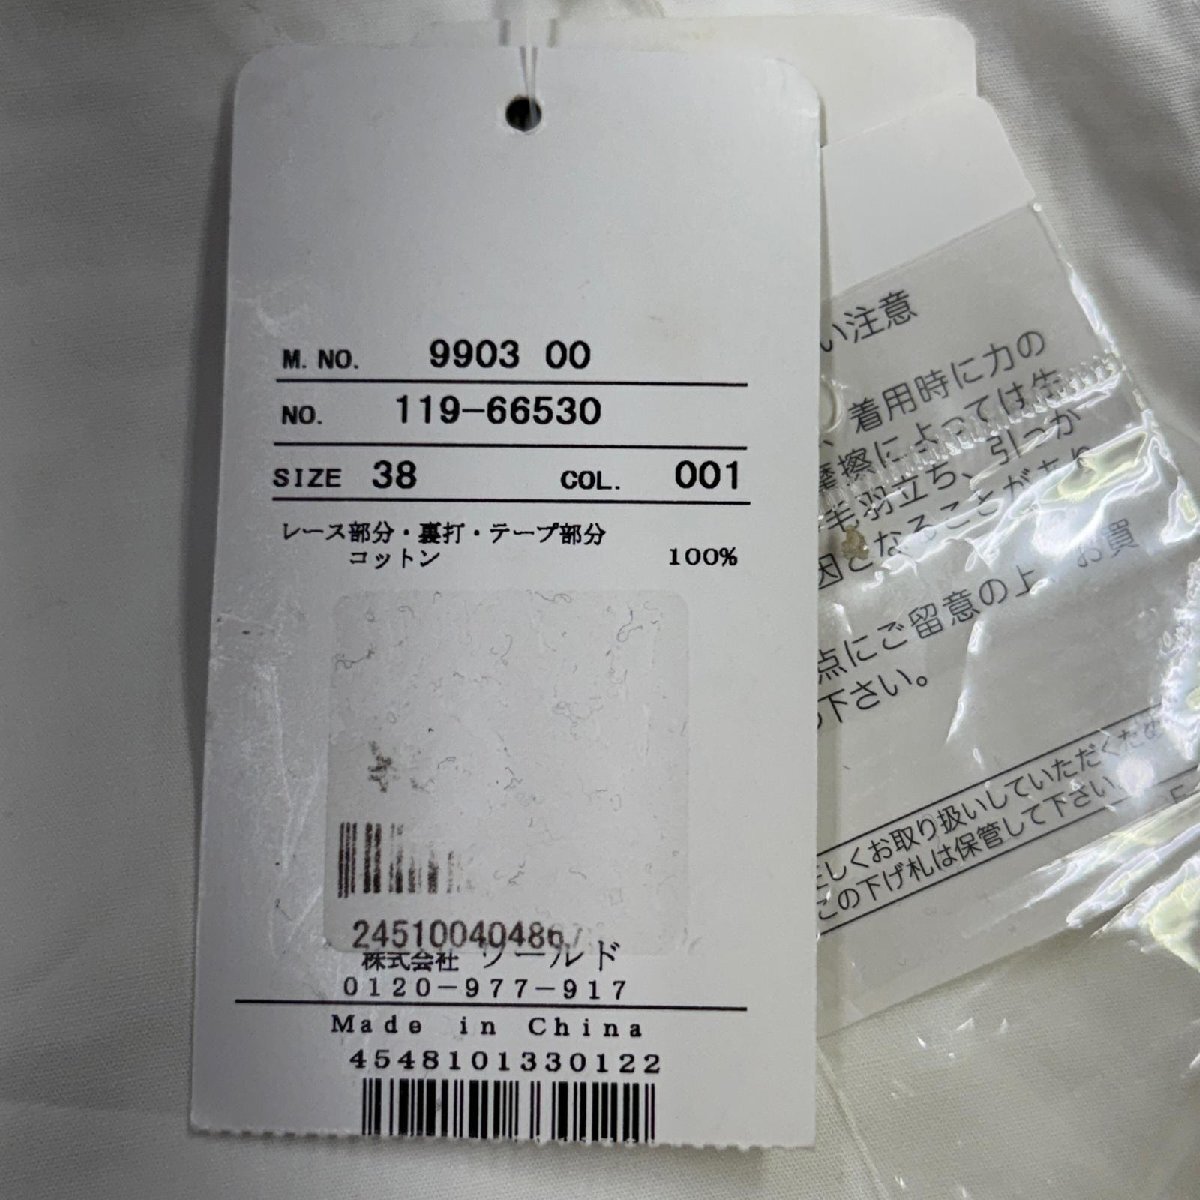 M. NO. 9903 00
NO. 119-66530
SIZE 38 COL. 001
レース部分・裏打・テープ部分
コットン 100%
245100404867
株式会社 ワールド
0120-977-917
Made in China
4548101330122
い注意
、着用時に力の
摩擦によっては生
毛羽立ち、引っか
因となることがあり
お買
点にご留意の上
下さい。
正しくお取り扱いしていただくため
この下げ札は保管して下さい。